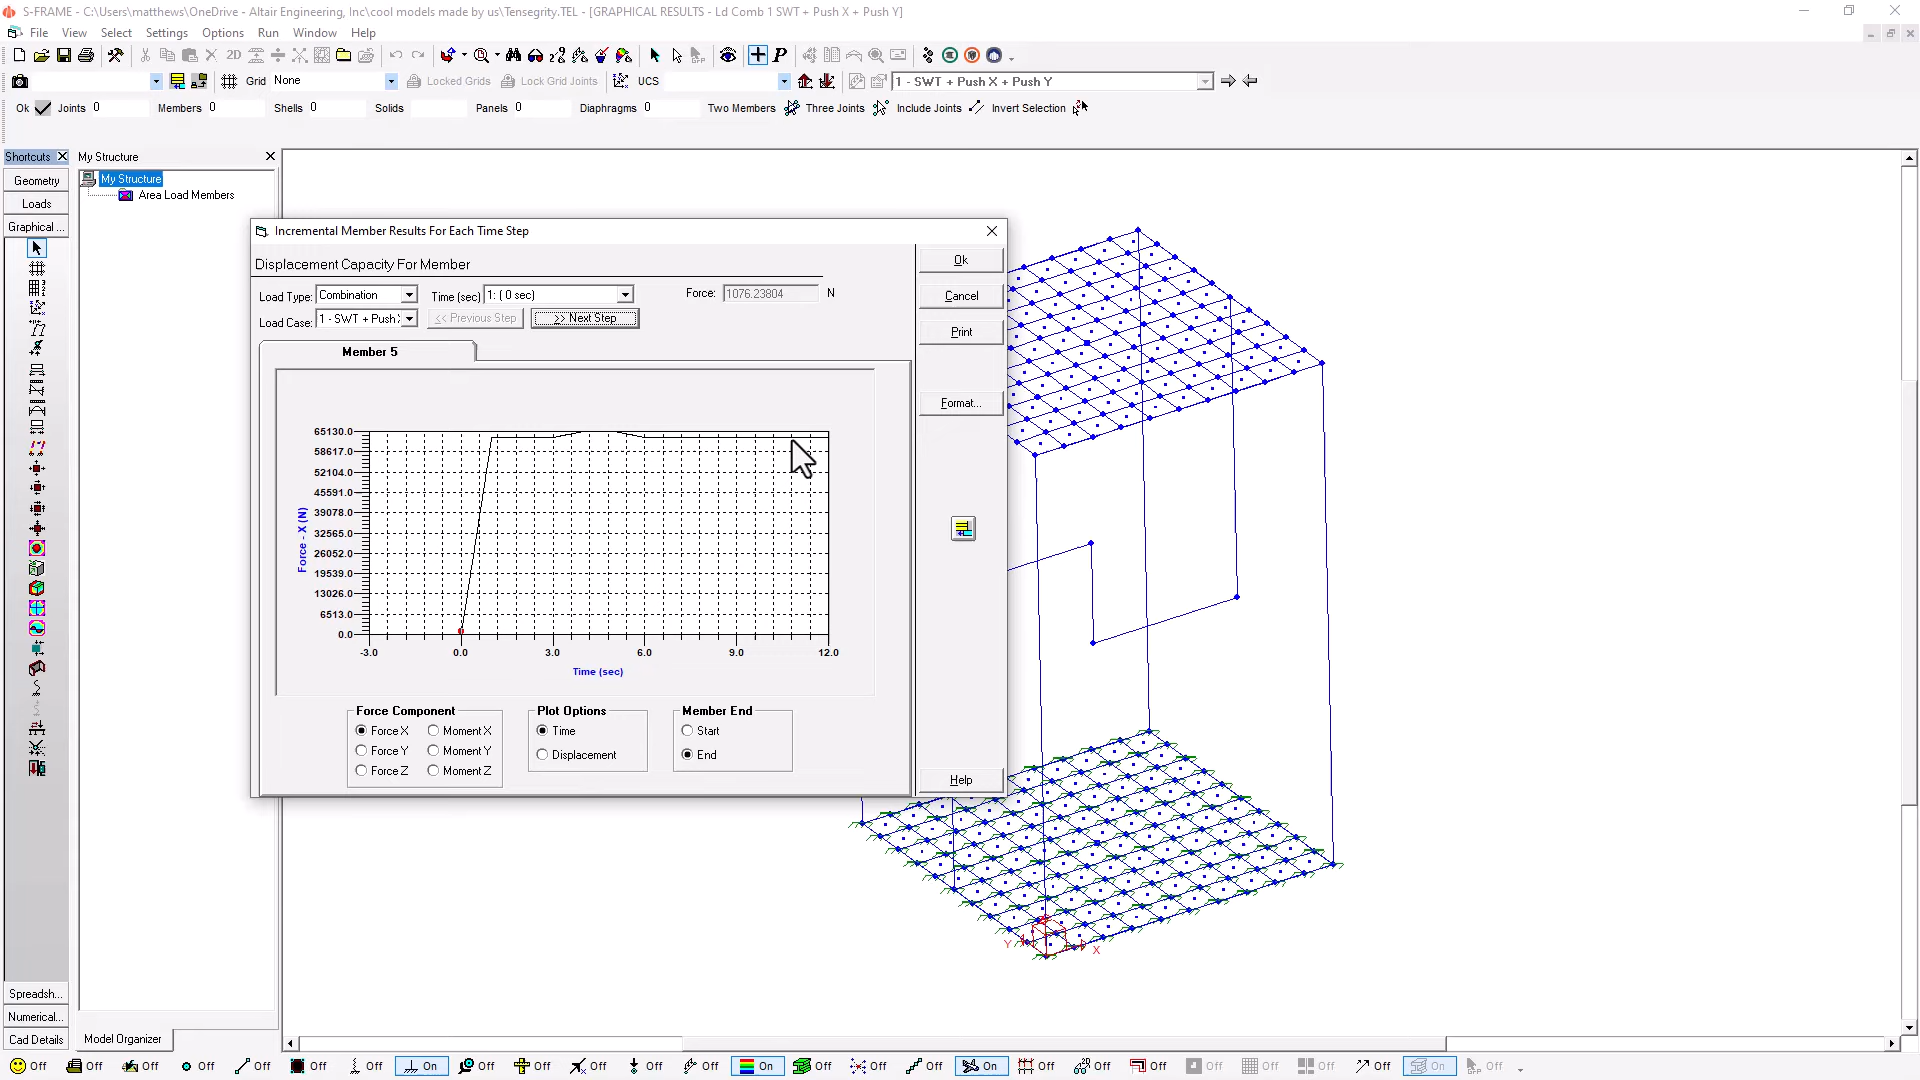 S-FRAME - C:\Users\matthews\OneDrive - Altair Engineering, Inc\cool models made by us\Tensegrity.TEL - [GRAPHICAL RESULTS - Ld Comb 1 SWT + Push X + Push Y]
File View Select Settings Options Run Window Help
2D P
Grid None Locked Grids Lock Grid Joints UCS 1 - SWT + Push X + Push Y
Ok Joints 0 Members 0 Shells 0 Solids Panels 0 Diaphragms 0 Two Members Three Joints Include Joints Invert Selection
Shortcuts My Structure
Geometry
Loads
Graphical ...
My Structure
Area Load Members
Incremental Member Results For Each Time Step
Displacement Capacity For Member
Load Type: Combination Time (sec) 1: ( 0 sec) Force: 1076.23804 N
Load Case: 1 - SWT + Push << Previous Step >> Next Step
Member 5
Ok
Cancel
Print
Format...
Help
65130.0
58617.0
52104.0
45591.0
39078.0
32565.0
26052.0
19539.0
13026.0
6513.0
0.0
Force - X (N)
-3.0 0.0 3.0 6.0 9.0 12.0
Time (sec)
Force Component Plot Options Member End
Force X Moment X Time Start
Force Y Moment Y Displacement End
Force Z Moment Z
Y X
Spreadsh...
Numerical...
Cad Details
Model Organizer
Off Off Off Off Off Off Off On Off Off Off Off Off On Off Off Off On Off Off Off Off Off Off Off On Off